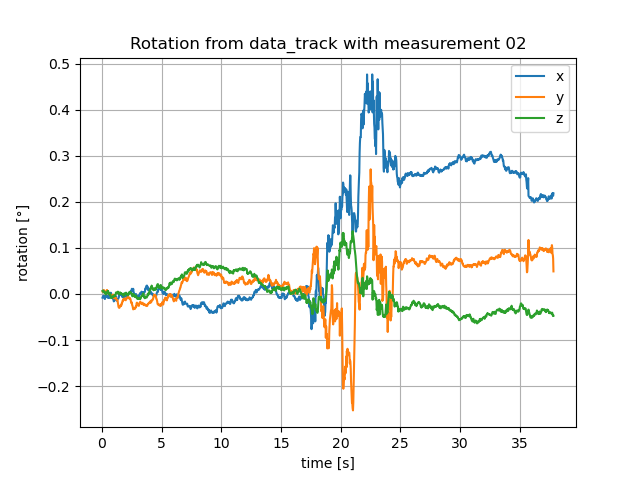 Rotation from data_track with measurement 02
rotation [°]
0.5
0.4
0.3
0.2
0.1
0.0
−0.1
−0.2
x
y
z
0 5 10 15 20 25 30 35
time [s]